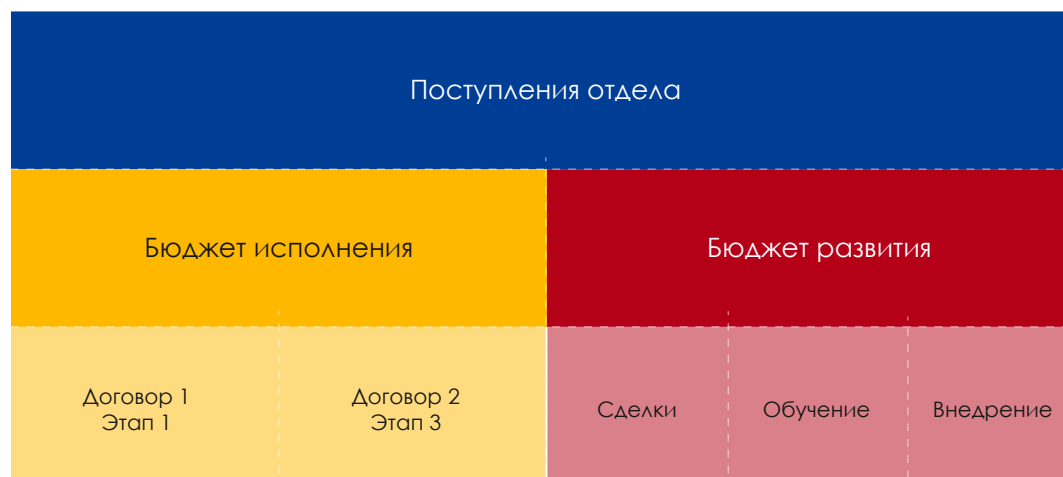 Поступления отдела
Бюджет исполнения
Бюджет развития
Договор 1
Этап 1
Договор 2
Этап 3
Сделки
Обучение
Внедрение